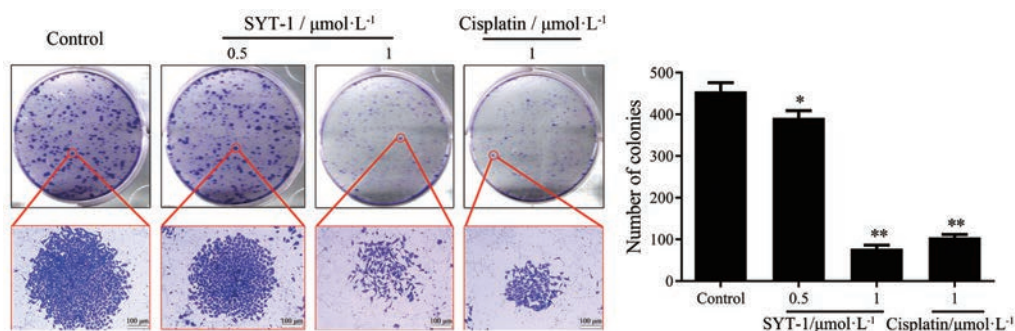 Control
SYT-1 / μmol·L⁻¹
Cisplatin / μmol·L⁻¹
0.5
1
1
100 μm
100 μm
100 μm
100 μm
Number of colonies
500
400
300
200
100
0
*
**
**
Control
0.5
1
1
SYT-1/μmol·L⁻¹
Cisplatin/μmol·L⁻¹